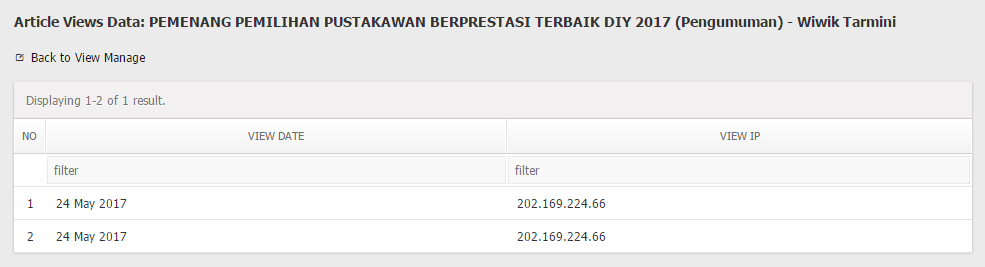 Article Views Data: PEMENANG PEMILIHAN PUSTAKAWAN BERPRESTASI TERBAIK DIY 2017 (Pengumuman) - Wiwik Tarmini
Back to View Manage
Displaying 1-2 of 1 result.
NO VIEW DATE VIEW IP
filter filter
1 24 May 2017 202.169.224.66
2 24 May 2017 202.169.224.66